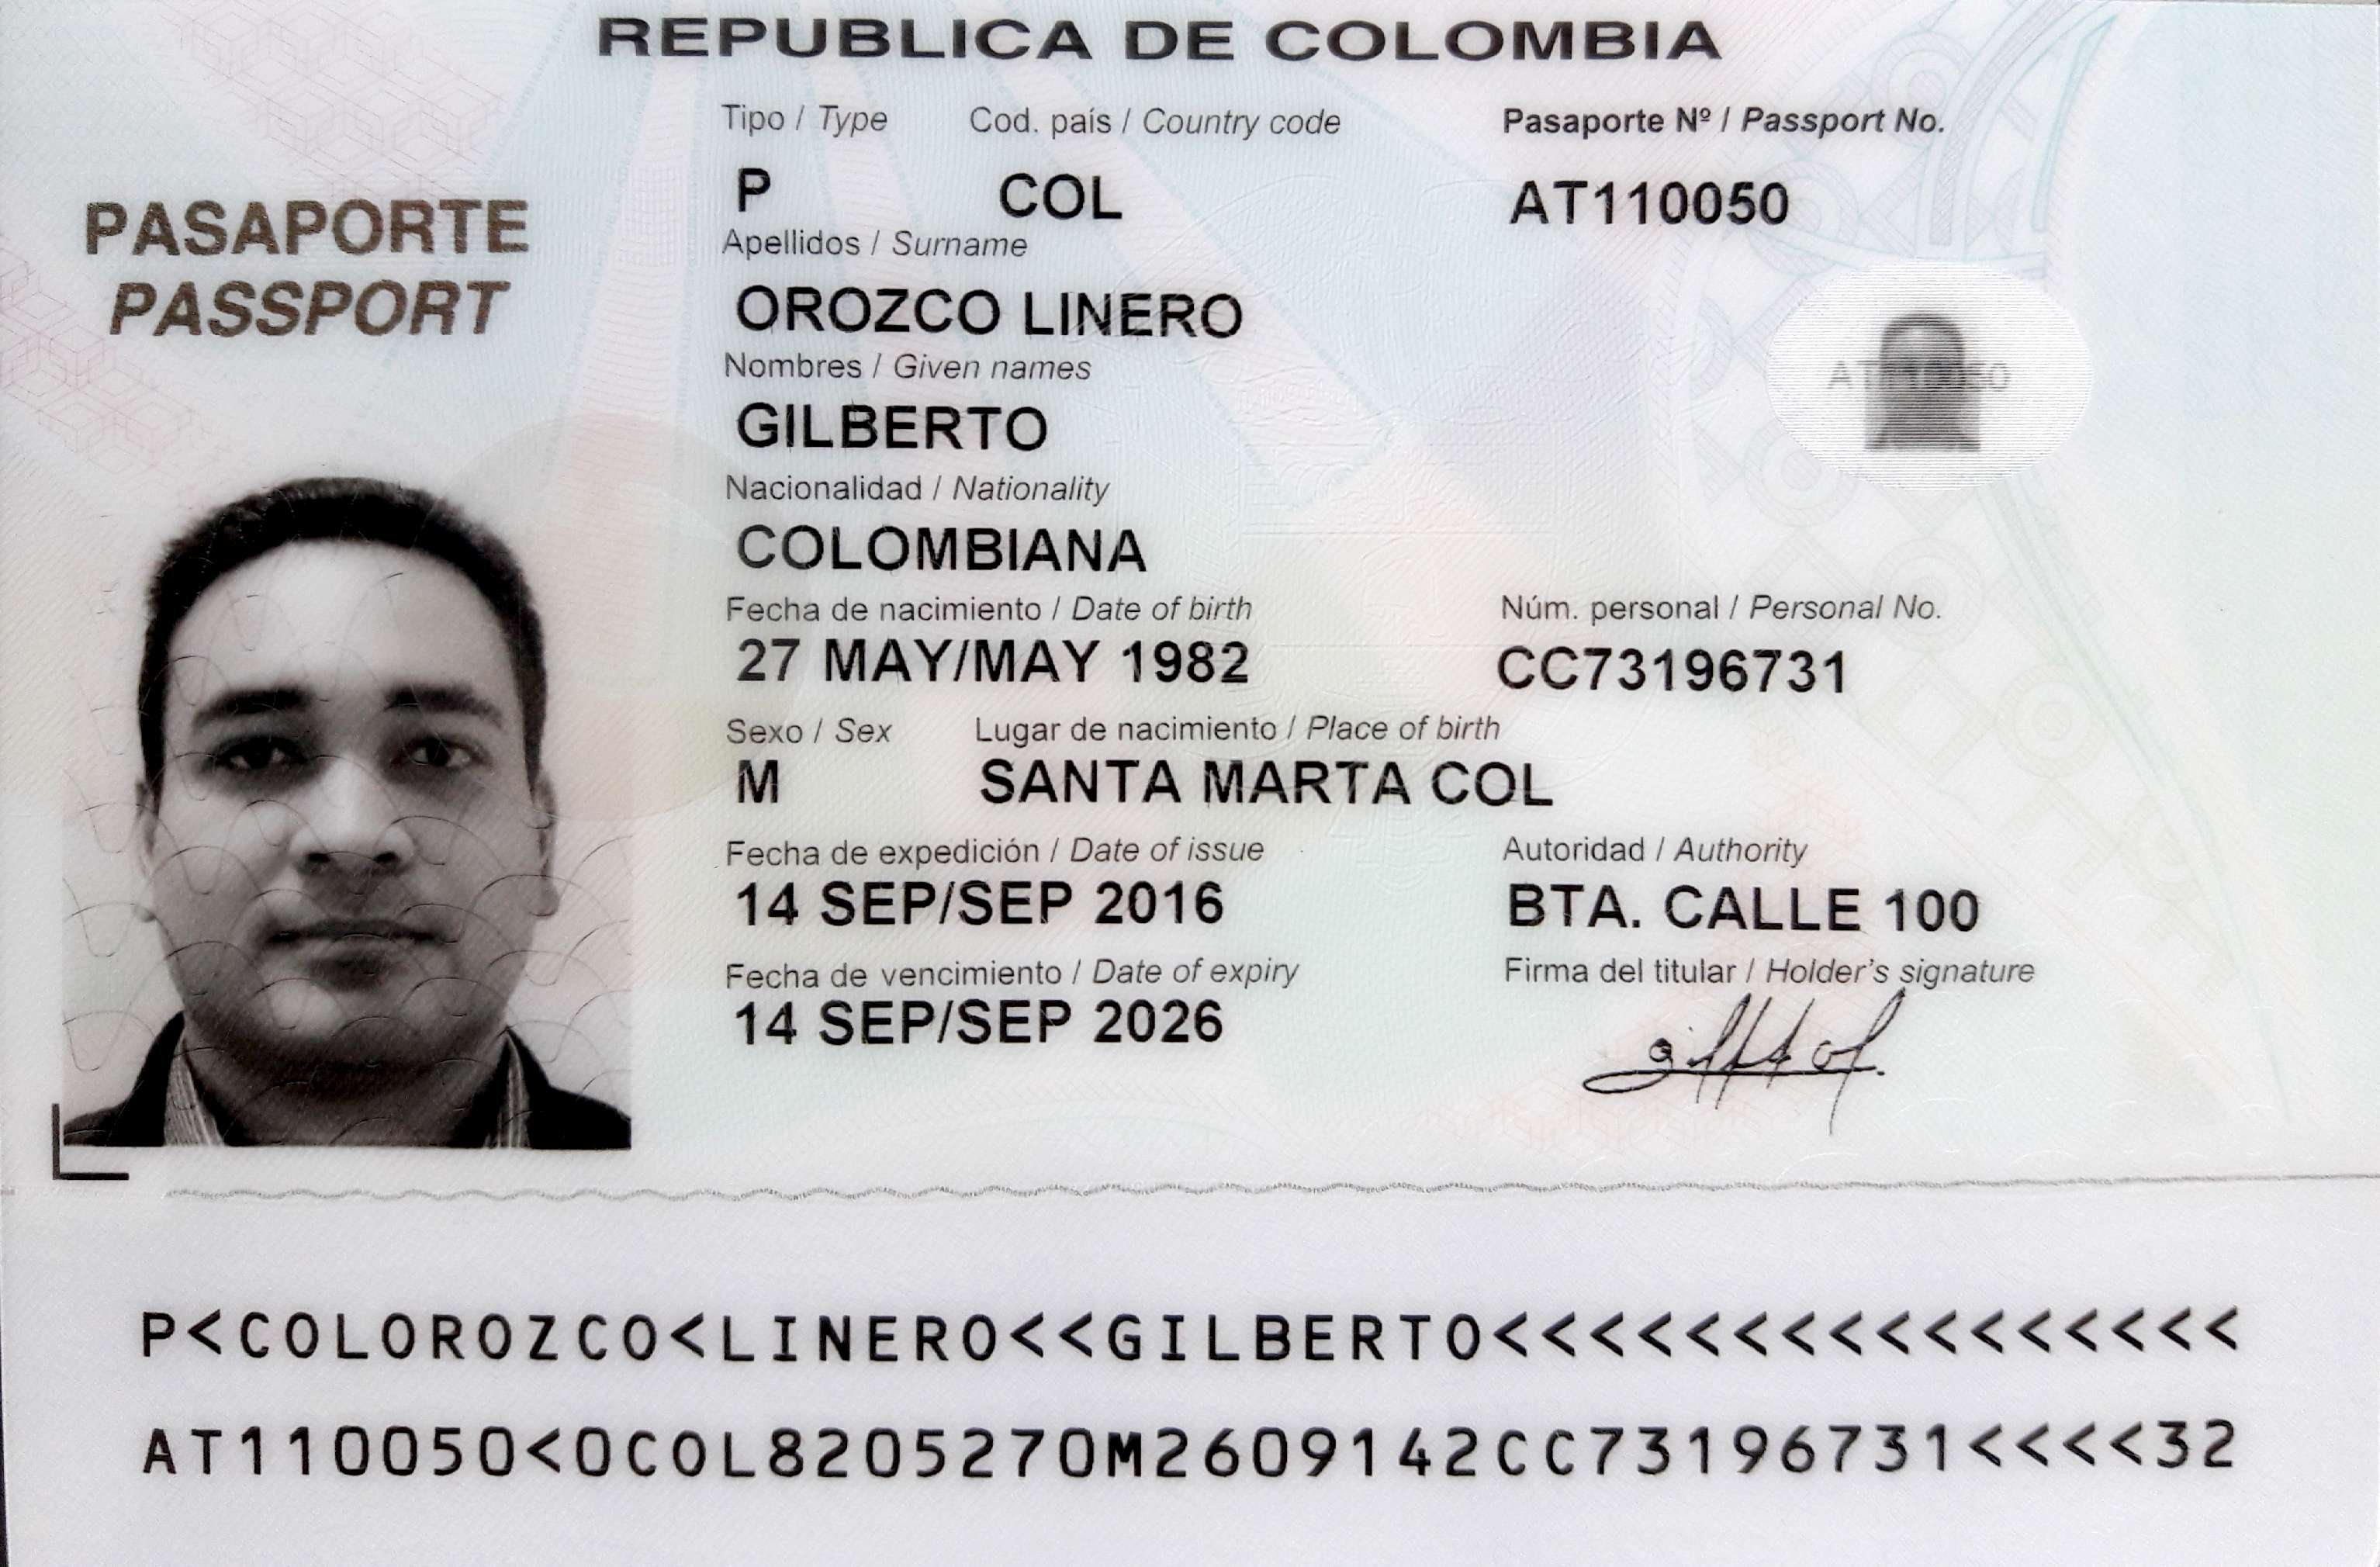 REPUBLICA DE COLOMBIA
PASAPORTE
PASSPORT
Tipo / Type Cod. país / Country code Pasaporte Nº / Passport No.
P COL AT110050
Apellidos / Surname
OROZCO LINERO
Nombres / Given names
GILBERTO
Nacionalidad / Nationality
COLOMBIANA
Fecha de nacimiento / Date of birth Núm. personal / Personal No.
27 MAY/MAY 1982 CC73196731
Sexo / Sex Lugar de nacimiento / Place of birth
M SANTA MARTA COL
Fecha de expedición / Date of issue Autoridad / Authority
14 SEP/SEP 2016 BTA. CALLE 100
Fecha de vencimiento / Date of expiry Firma del titular / Holder's signature
14 SEP/SEP 2026
P<COLOROZCO<LINERO<<GILBERTO<<<<<<<<<<<<<<<<
AT110050<0COL8205270M2609142CC73196731<<<<32